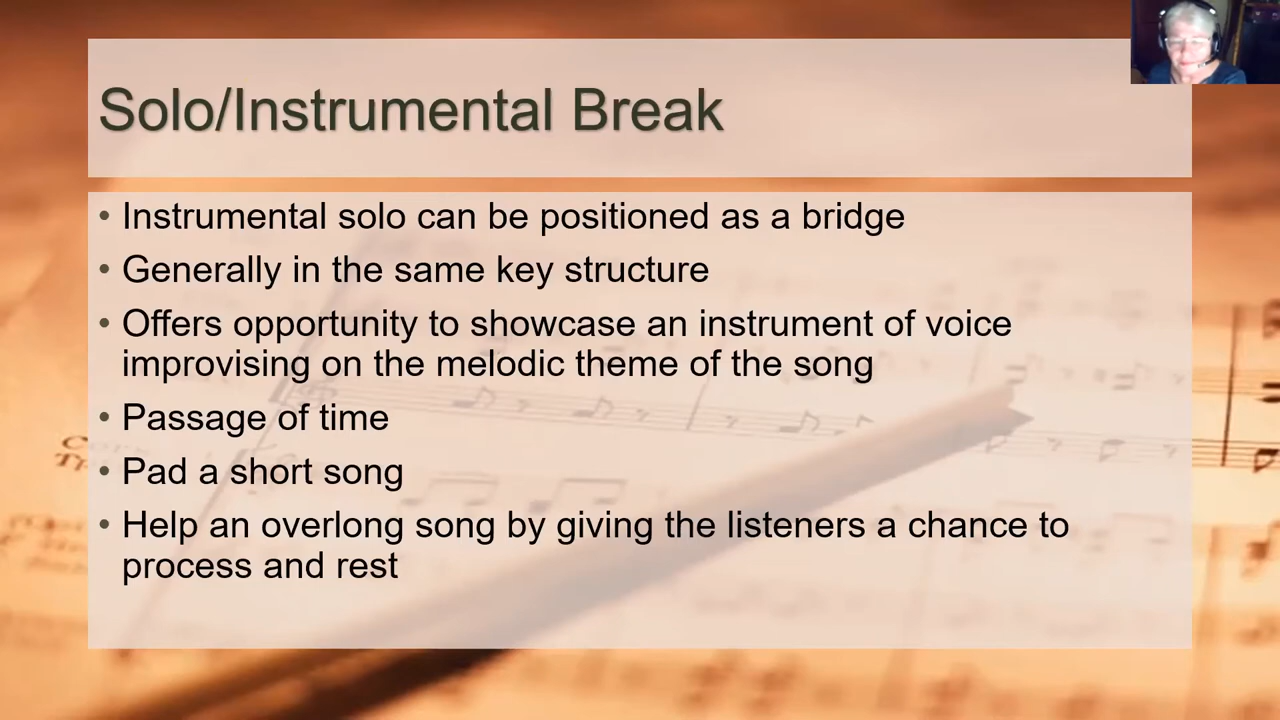 Solo/Instrumental Break
• Instrumental solo can be positioned as a bridge
• Generally in the same key structure
• Offers opportunity to showcase an instrument of voice
improvising on the melodic theme of the song
• Passage of time
• Pad a short song
• Help an overlong song by giving the listeners a chance to
process and rest